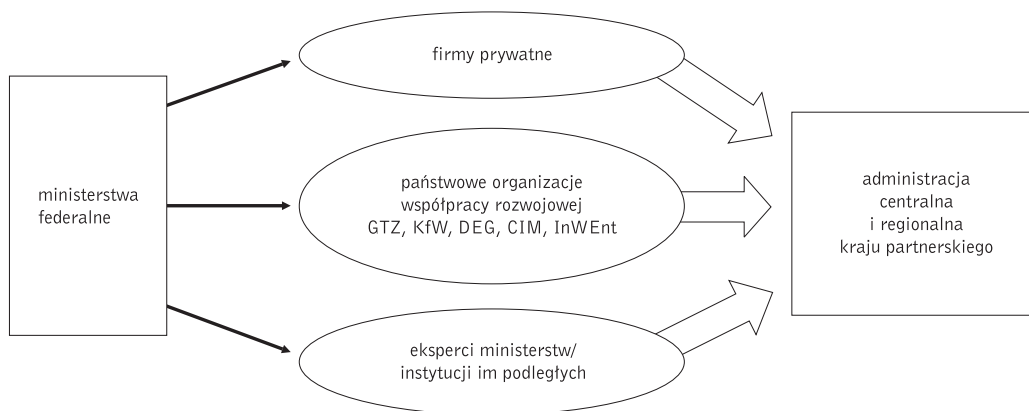 firmy prywatne
ministerstwa
federalne
państwowe organizacje
współpracy rozwojowej
GTZ, KfW, DEG, CIM, InWEnt
administracja
centralna
i regionalna
kraju partnerskiego
eksperci ministerstw/
instytucji im podległych